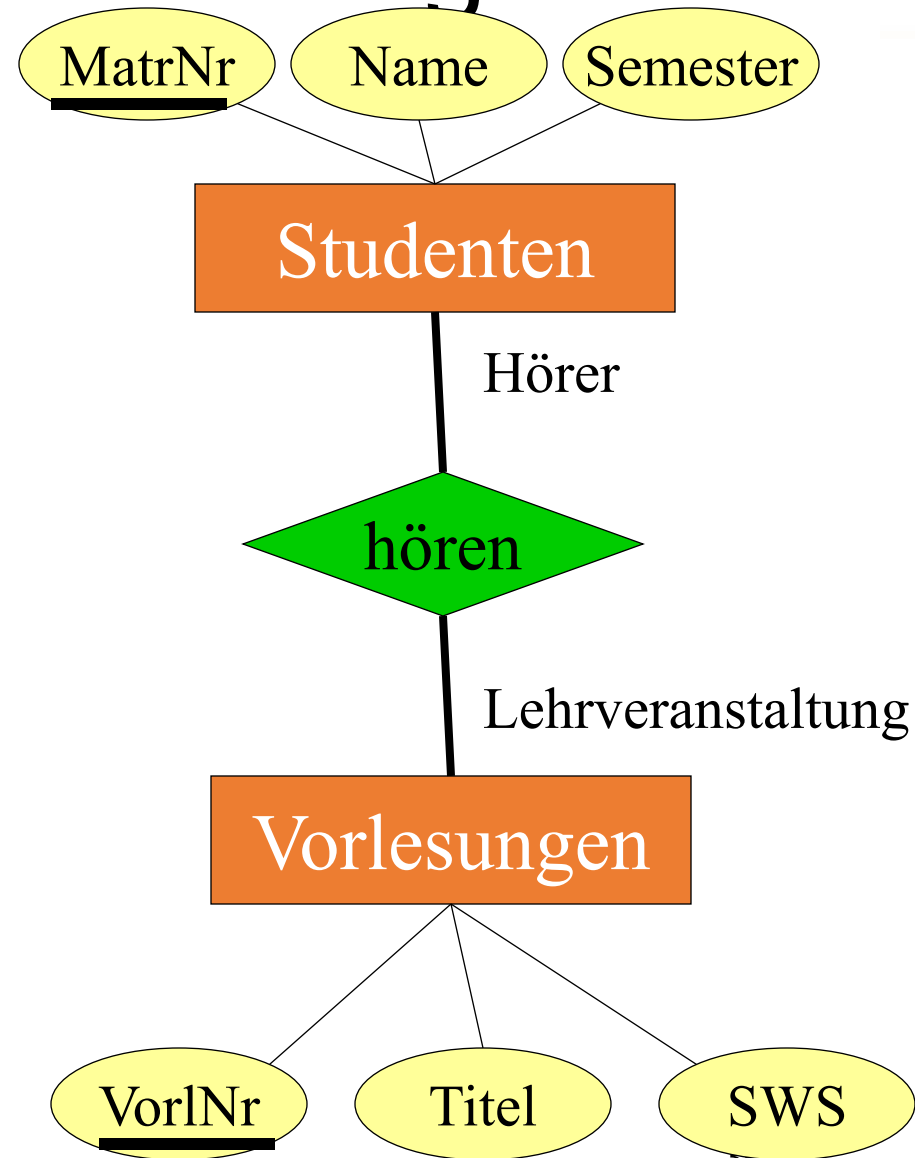 MatrNr Name Semester
Studenten
Hörer
hören
Lehrveranstaltung
Vorlesungen
VorlNr Titel SWS